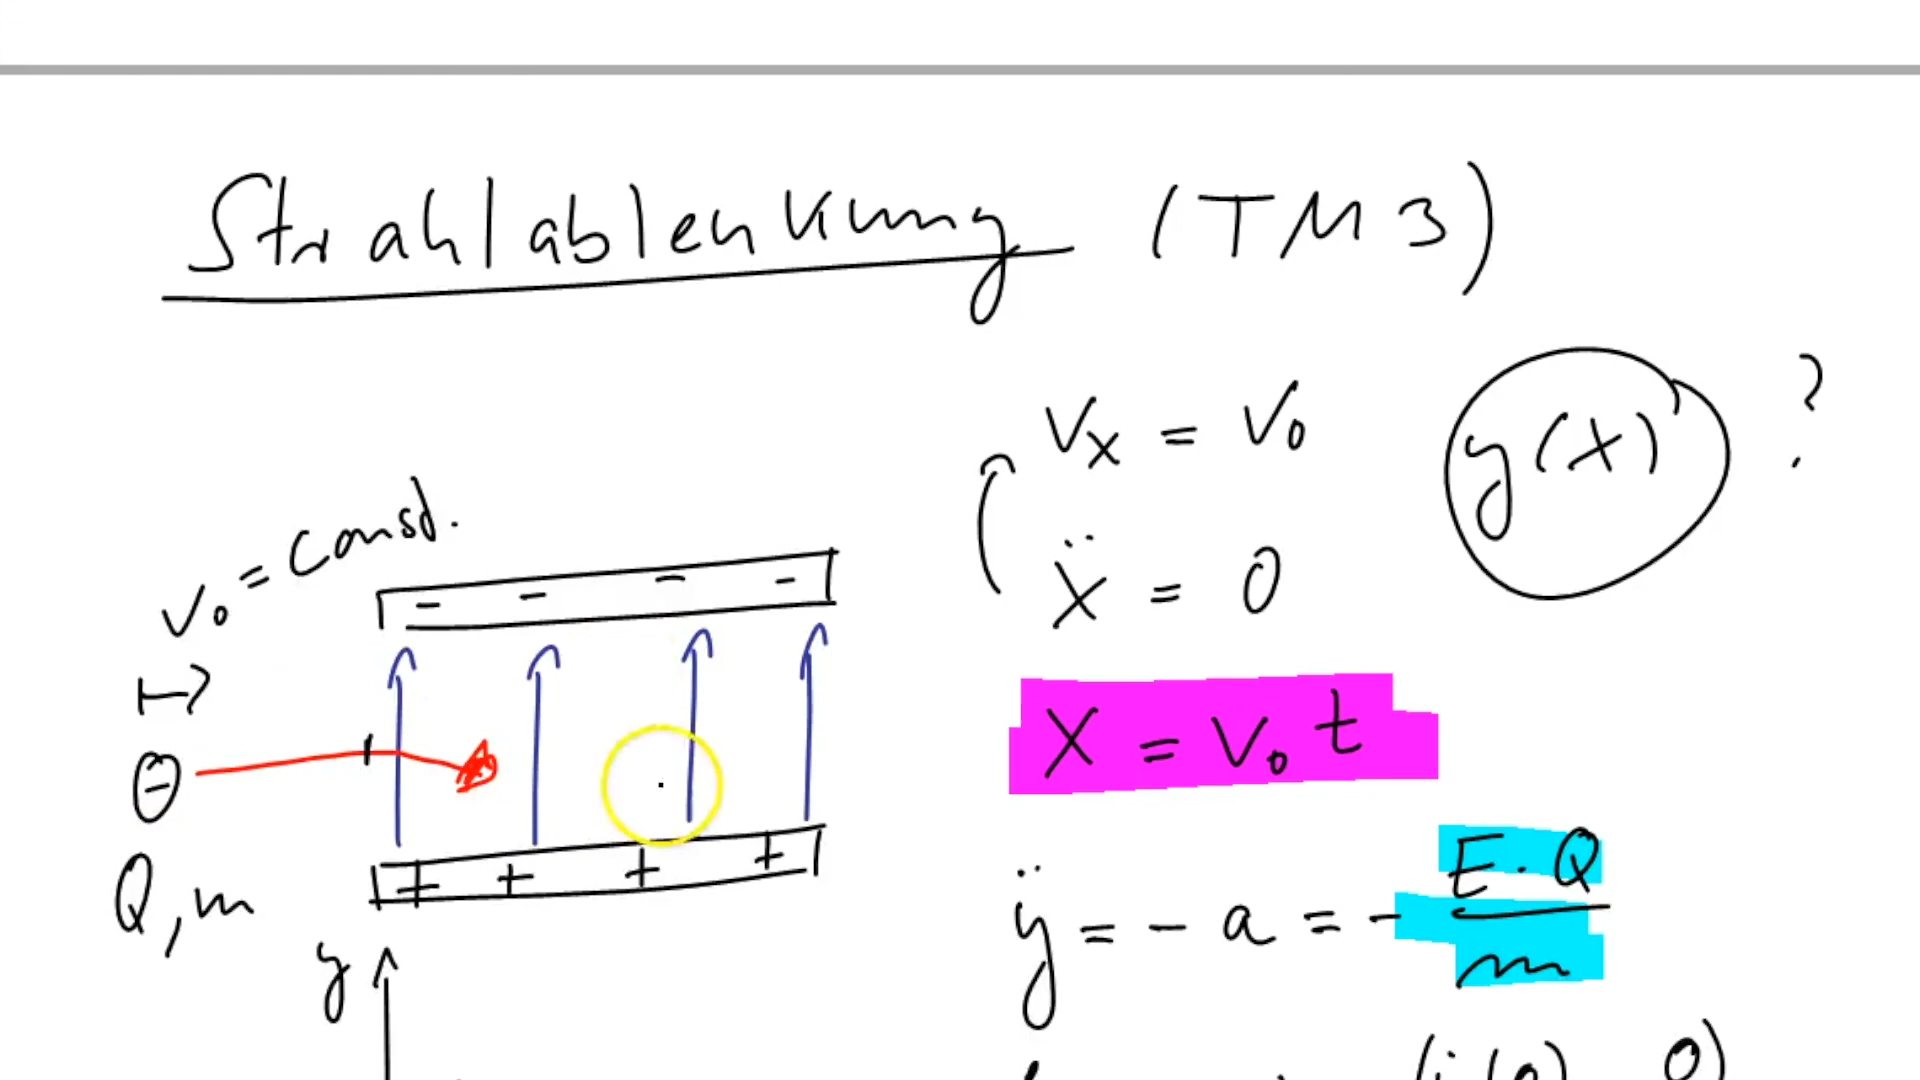 Strahlablenkung (TM3)
v₀ = const.
Q, m
y
vₓ = v₀
y(x) ?
ẍ = 0
x = v₀ t
ÿ = - a = - E·Q / m
- - - -
+ + + +